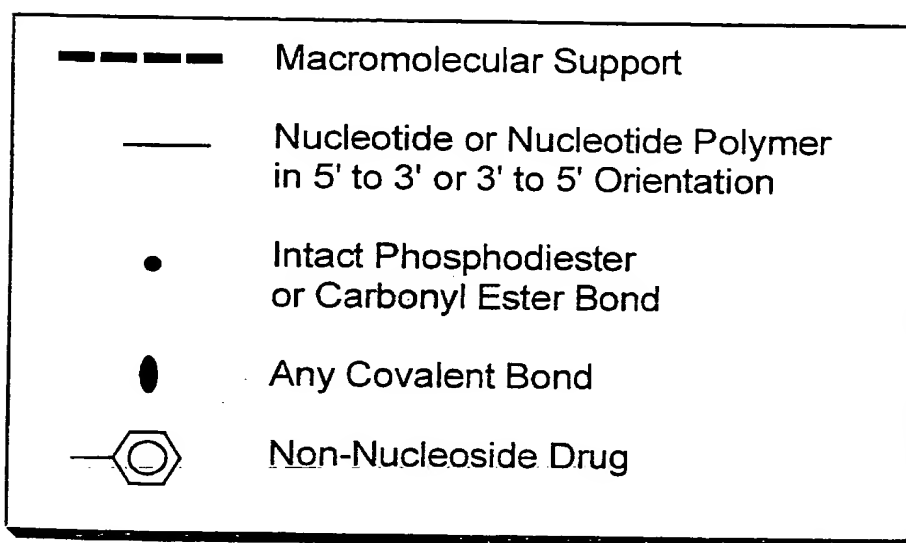 Macromolecular Support
Nucleotide or Nucleotide Polymer
in 5' to 3' or 3' to 5' Orientation
Intact Phosphodiester
or Carbonyl Ester Bond
Any Covalent Bond
Non-Nucleoside Drug